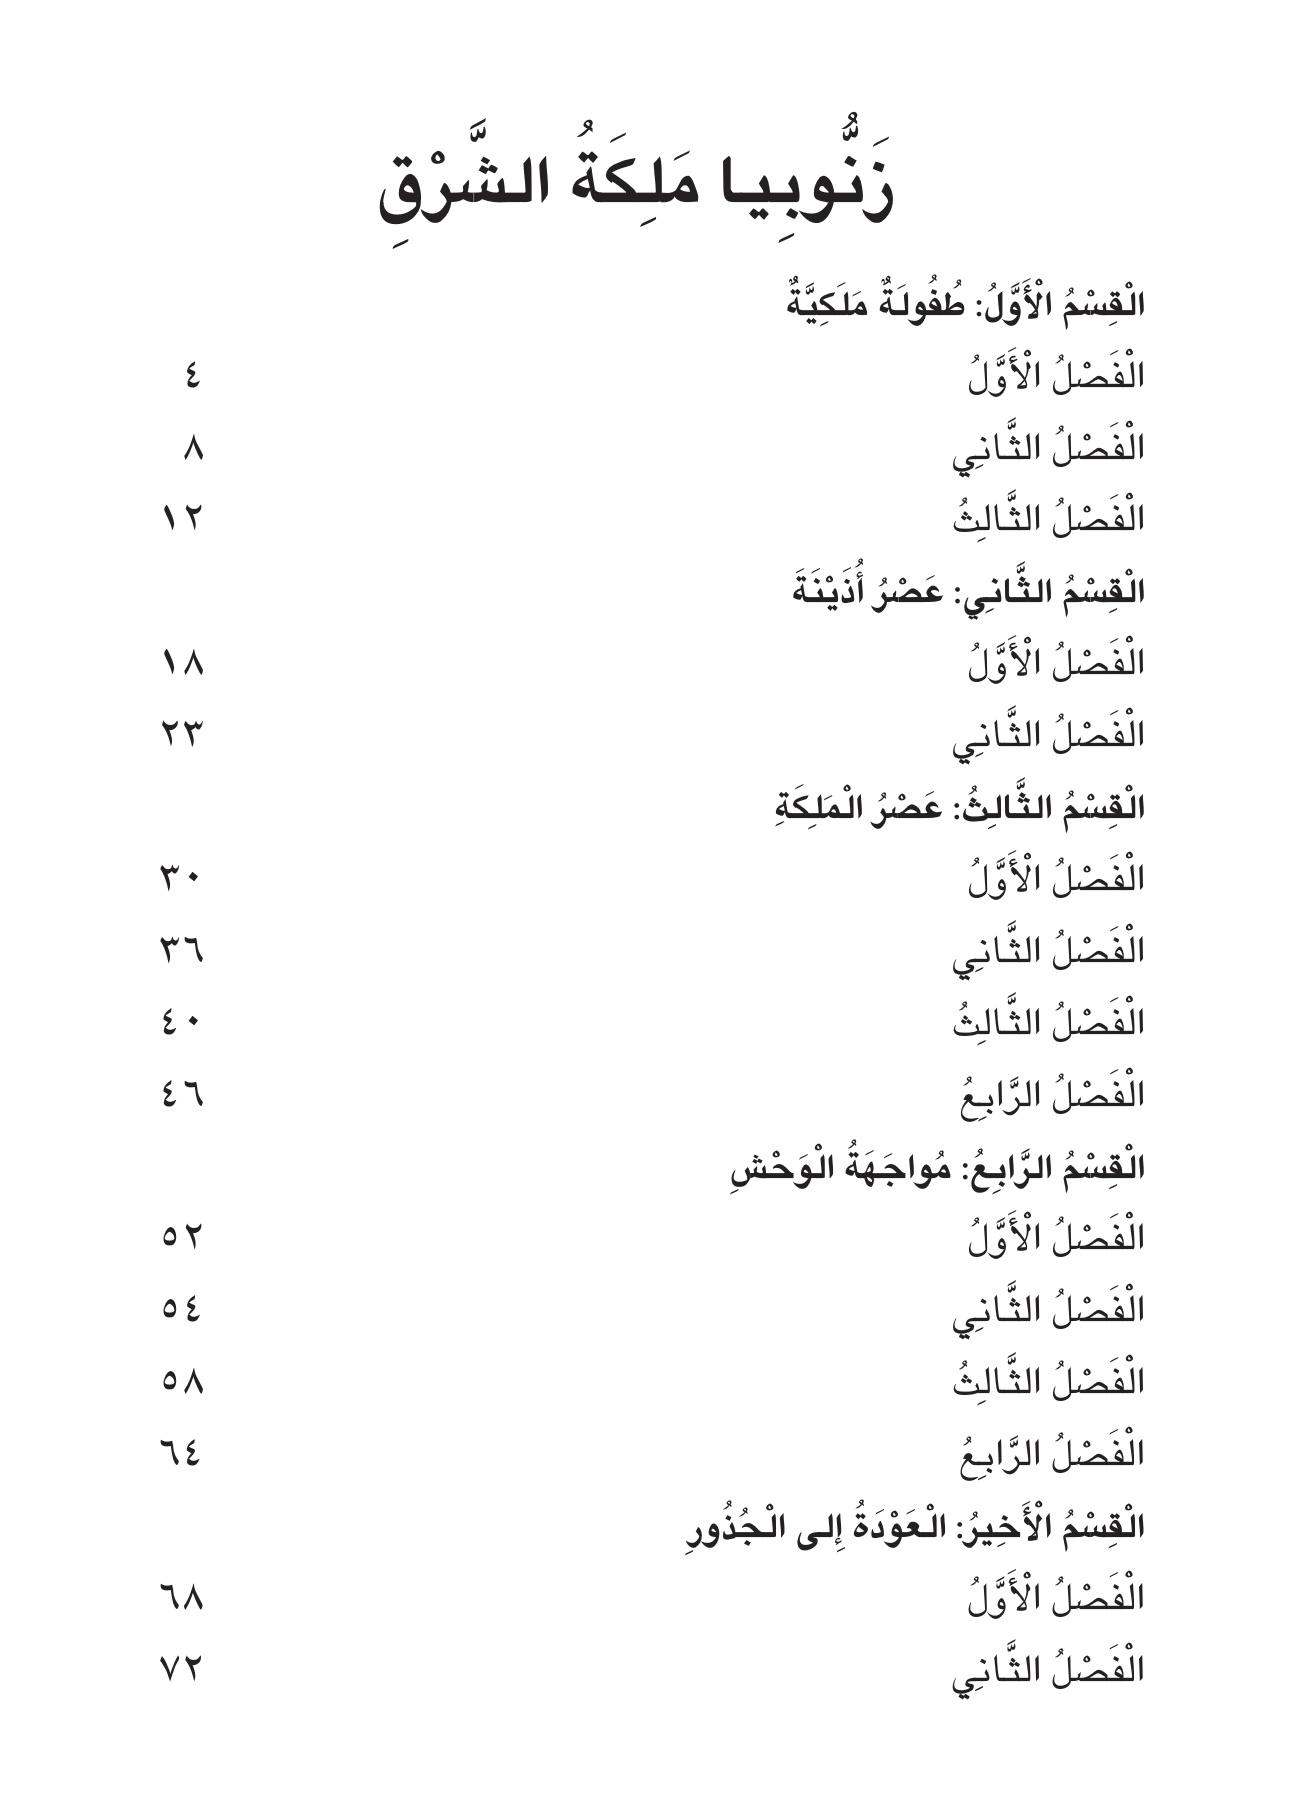 زَنُّوبِيا مَلِكَةُ الشَّرْقِ
الْقِسْمُ الْأَوَّلُ: طُفُولَةٌ مَلَكِيَّةٌ
الْفَصْلُ الْأَوَّلُ ٤
الْفَصْلُ الثَّانِي ٨
الْفَصْلُ الثَّالِثُ ١٢
الْقِسْمُ الثَّانِي: عَصْرُ أُذَيْنَةَ
الْفَصْلُ الْأَوَّلُ ١٨
الْفَصْلُ الثَّانِي ٢٣
الْقِسْمُ الثَّالِثُ: عَصْرُ الْمَلِكَةِ
الْفَصْلُ الْأَوَّلُ ٣٠
الْفَصْلُ الثَّانِي ٣٦
الْفَصْلُ الثَّالِثُ ٤٠
الْفَصْلُ الرَّابِعُ ٤٦
الْقِسْمُ الرَّابِعُ: مُواجَهَةُ الْوَحْشِ
الْفَصْلُ الْأَوَّلُ ٥٢
الْفَصْلُ الثَّانِي ٥٤
الْفَصْلُ الثَّالِثُ ٥٨
الْفَصْلُ الرَّابِعُ ٦٤
الْقِسْمُ الْأَخِيرُ: الْعَوْدَةُ إِلى الْجُذُورِ
الْفَصْلُ الْأَوَّلُ ٦٨
الْفَصْلُ الثَّانِي ٧٢